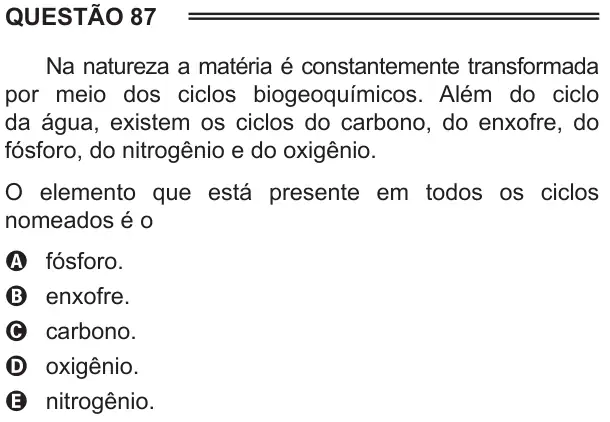 QUESTÃO 87
Na natureza a matéria é constantemente transformada
por meio dos ciclos biogeoquímicos. Além do ciclo
da água, existem os ciclos do carbono, do enxofre, do
fósforo, do nitrogênio e do oxigênio.
O elemento que está presente em todos os ciclos
nomeados é o
A fósforo.
B enxofre.
C carbono.
D oxigênio.
E nitrogênio.